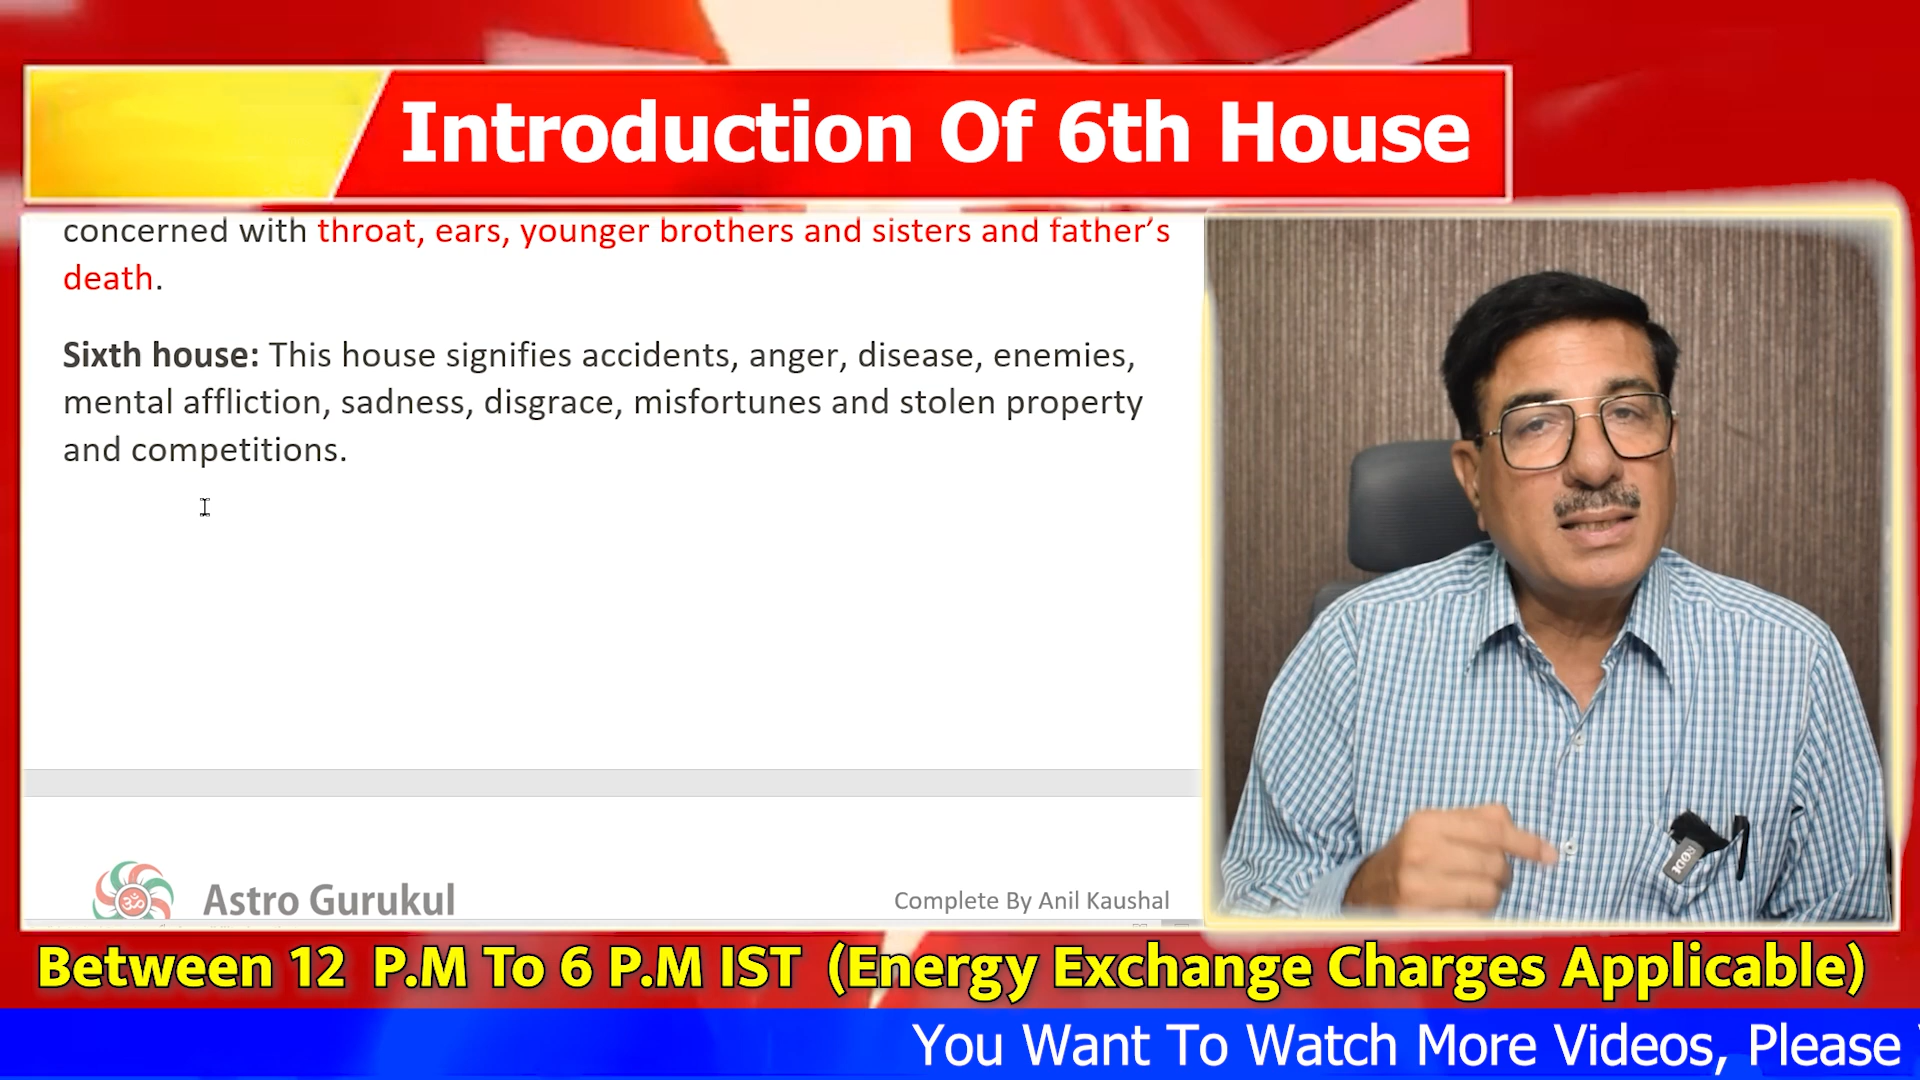 Introduction Of 6th House
concerned with throat, ears, younger brothers and sisters and father’s
death.
Sixth house: This house signifies accidents, anger, disease, enemies,
mental affliction, sadness, disgrace, misfortunes and stolen property
and competitions.
ॐ
Astro Gurukul
Complete By Anil Kaushal
Between 12 P.M To 6 P.M IST (Energy Exchange Charges Applicable)
You Want To Watch More Videos, Please